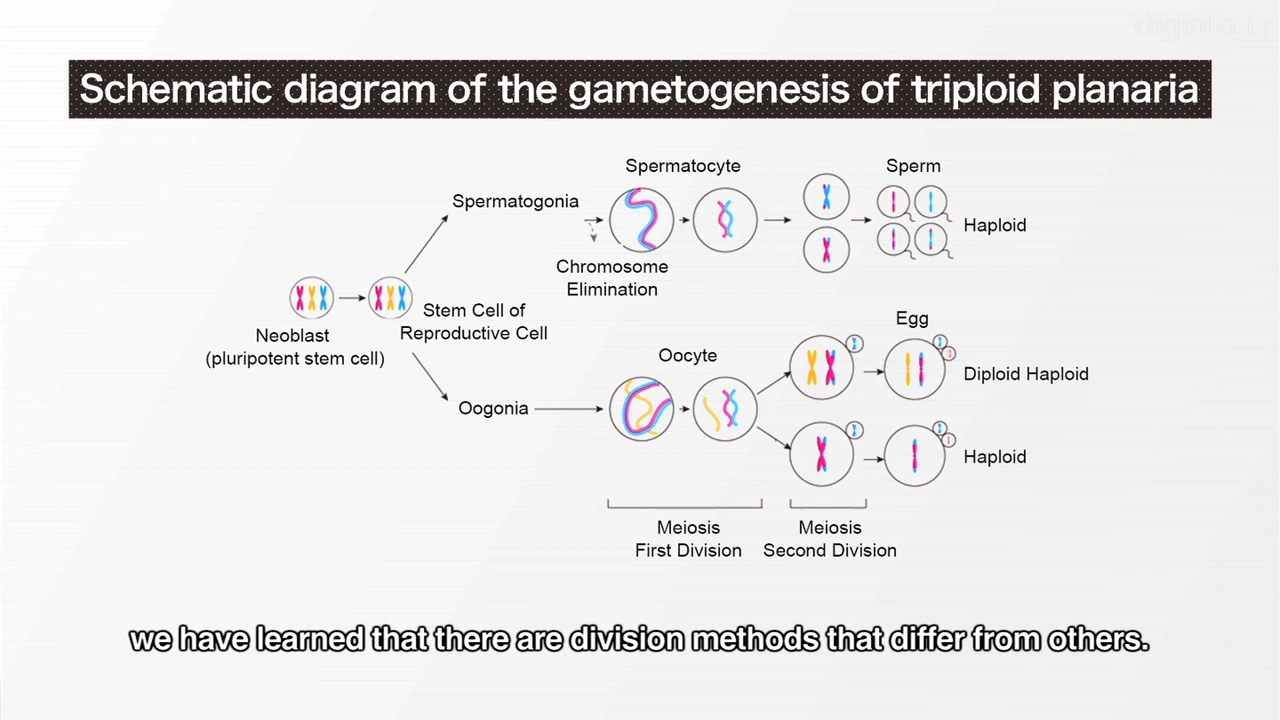 diginfo.tv
Schematic diagram of the gametogenesis of triploid planaria
Spermatocyte
Sperm
Spermatogonia
Haploid
Chromosome
Elimination
Stem Cell of
Reproductive Cell
Neoblast
(pluripotent stem cell)
Egg
Oocyte
Diploid Haploid
Oogonia
Haploid
Meiosis
First Division
Meiosis
Second Division
we have learned that there are division methods that differ from others.